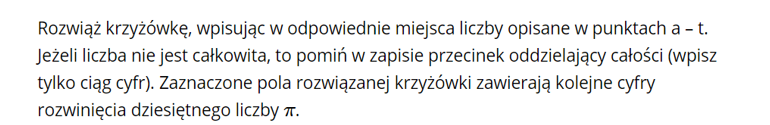 Rozwiąż krzyżówkę, wpisując w odpowiednie miejsca liczby opisane w punktach a – t.
Jeżeli liczba nie jest całkowita, to pomiń w zapisie przecinek oddzielający całości (wpisz
tylko ciąg cyfr). Zaznaczone pola rozwiązanej krzyżówki zawierają kolejne cyfry
rozwinięcia dziesiętnego liczby π.